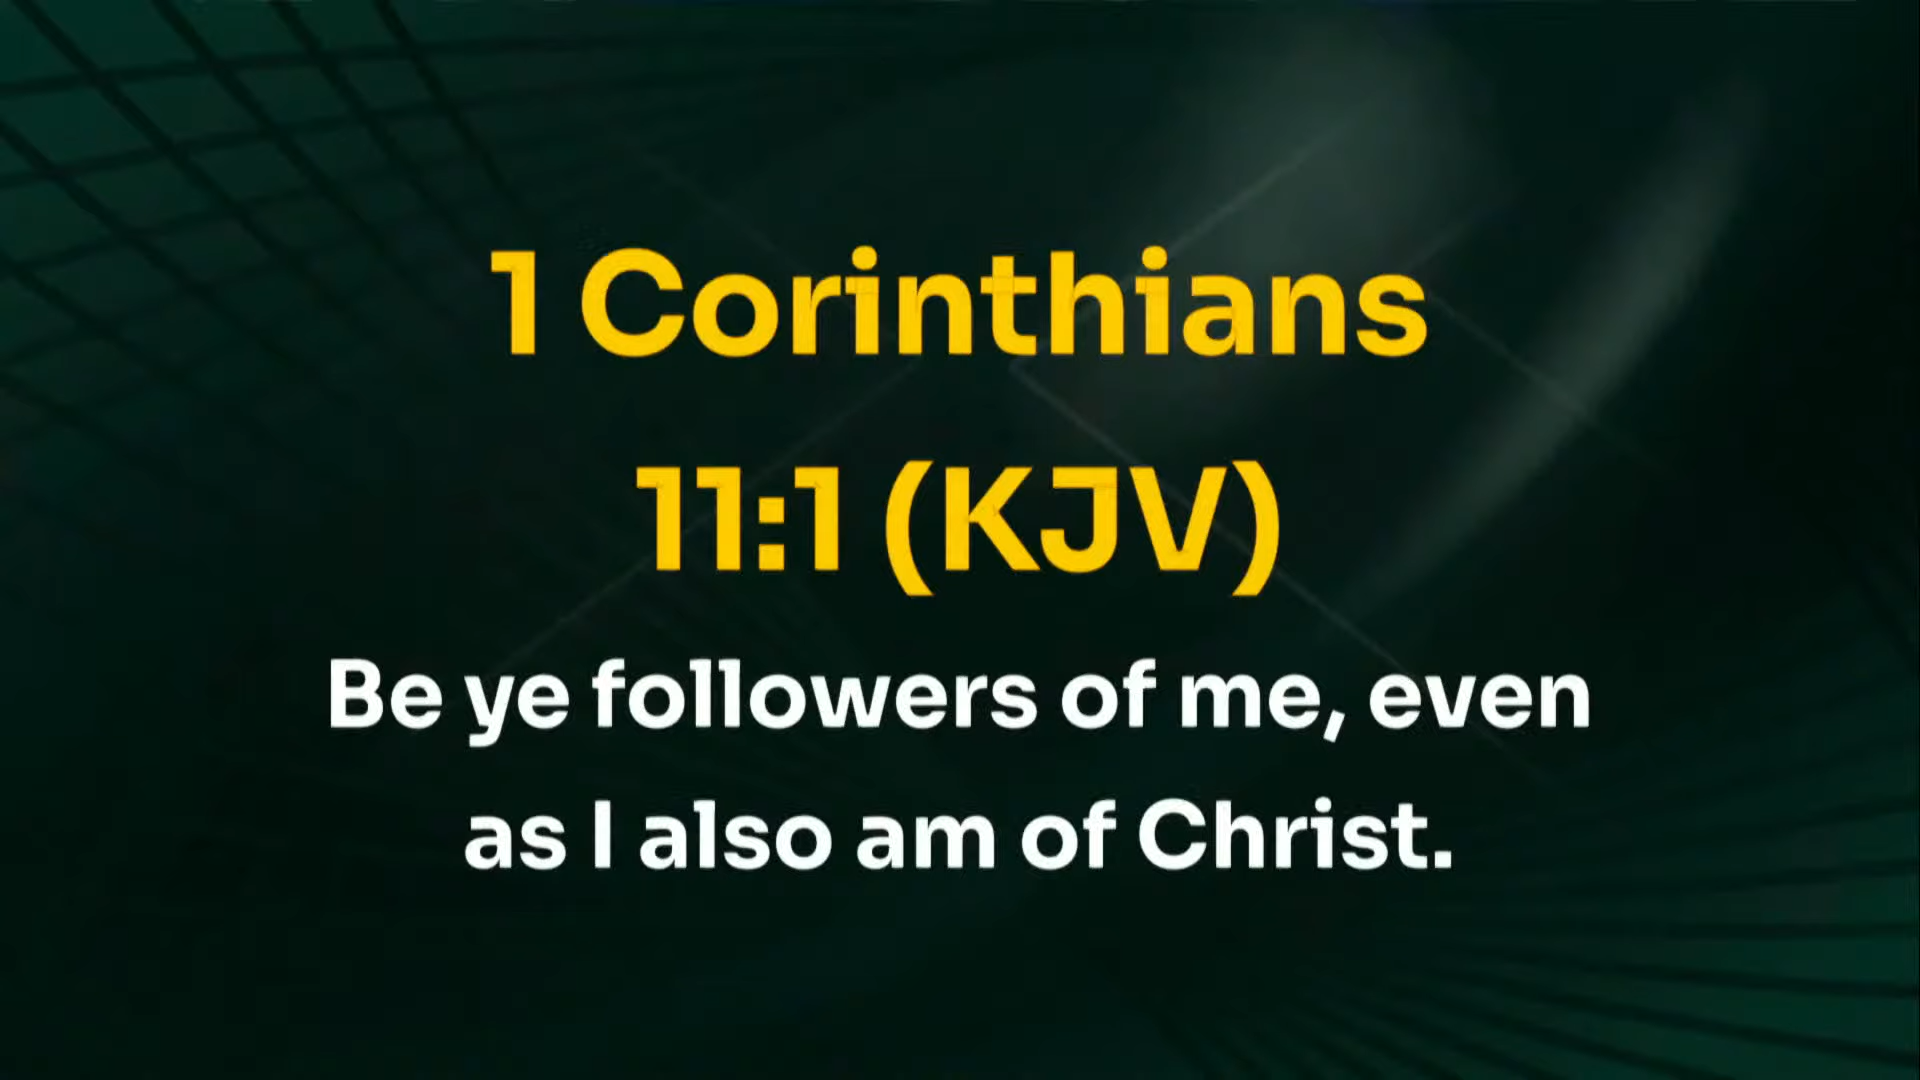 1 Corinthians
11:1 (KJV)
Be ye followers of me, even
as I also am of Christ.